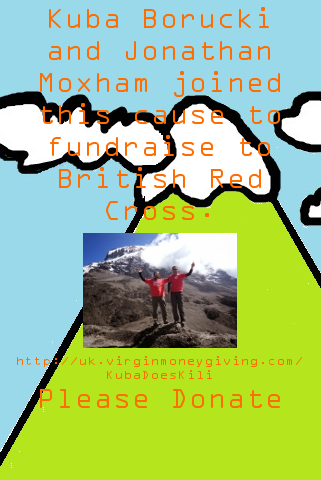 Kuba Borucki
and Jonathan
Moxham joined
this cause to
fundraise to
British Red
Cross.
http://uk.virginmoneygiving.com/
KubaDoesKili
Please Donate